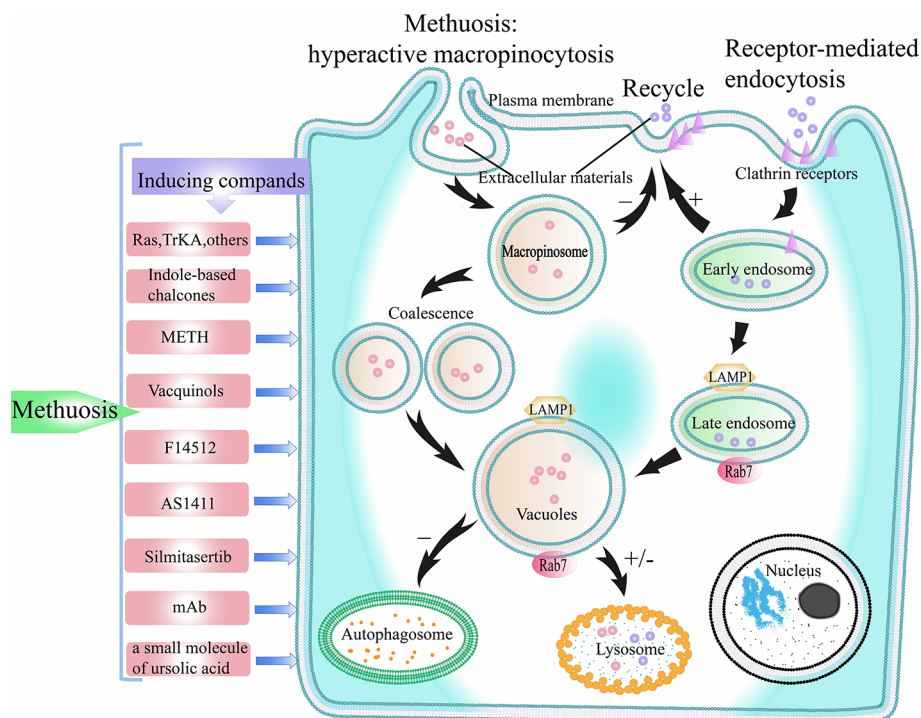 Methuosis:
hyperactive macropinocytosis
Receptor-mediated
endocytosis
Plasma membrane
Recycle
Extracellular materials
Clathrin receptors
Inducing compands
Ras,TrKA,others
Indole-based
chalcones
METH
Vacquinols
F14512
AS1411
Silmitasertib
mAb
a small molecule
of ursolic acid
Methuosis
–
+
Macropinosome
Early endosome
Coalescence
LAMP1
Late endosome
Rab7
LAMP1
Vacuoles
Rab7
–
+/-
Autophagosome
Lysosome
Nucleus